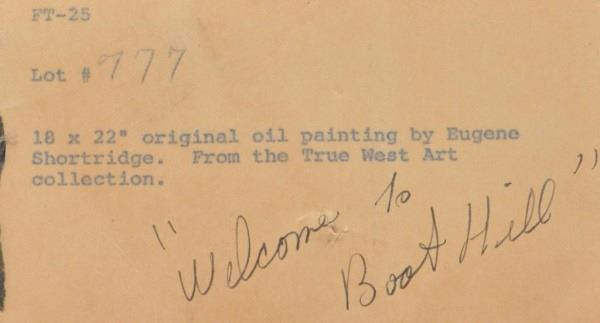 FT-25
Lot # 777
18 x 22" original oil painting by Eugene
Shortridge. From the True West Art
collection.
"Welcome to
Boot Hill"